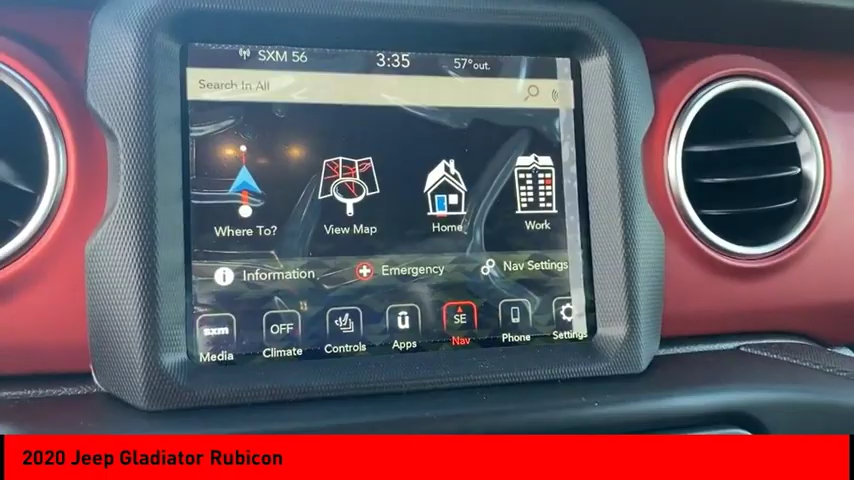 SXM 56 3:35 57°out.
Search In All
Where To? View Map Home Work
Information Emergency Nav Settings
sxm OFF SE
Media Climate Controls Apps Nav Phone Settings
2020 Jeep Gladiator Rubicon